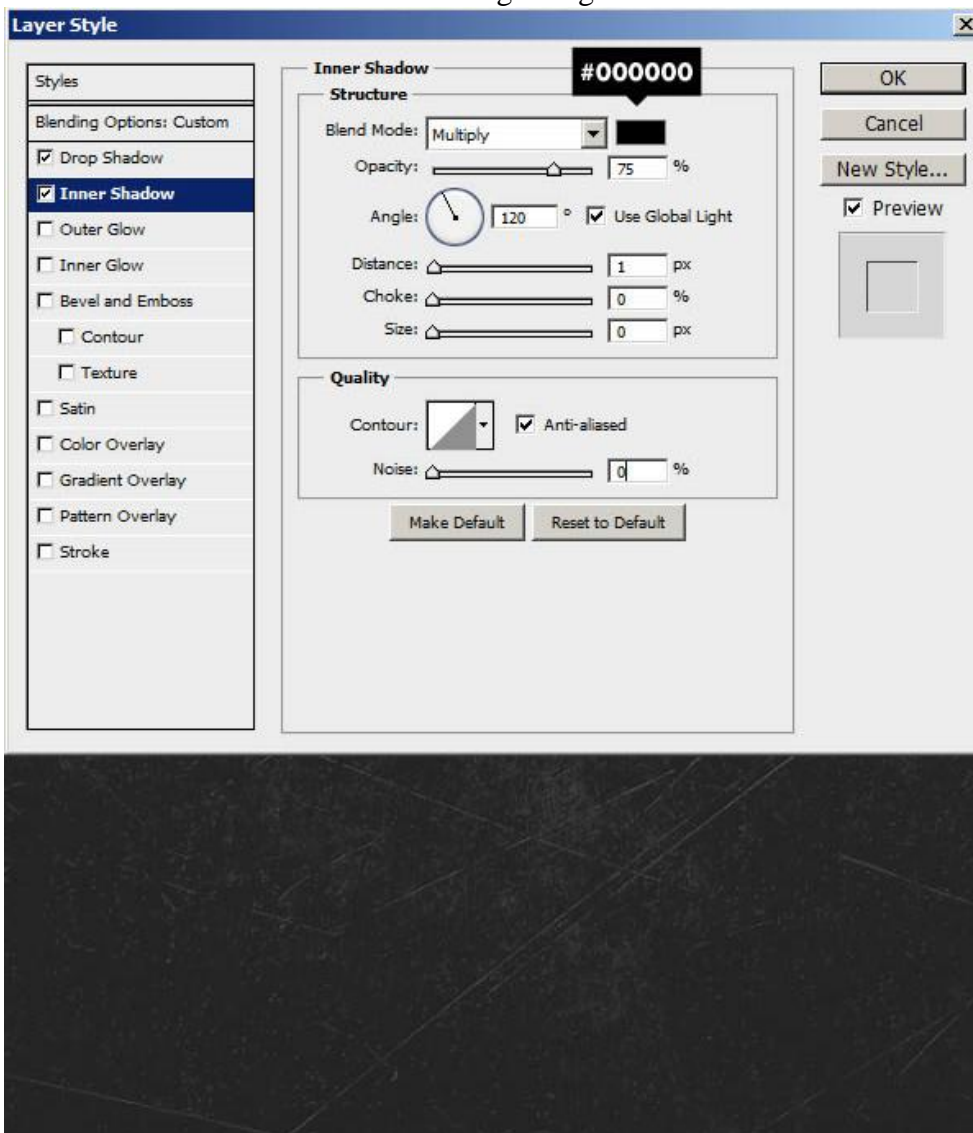 Layer Style
Styles
Blending Options: Custom
Drop Shadow
Inner Shadow
Outer Glow
Inner Glow
Bevel and Emboss
Contour
Texture
Satin
Color Overlay
Gradient Overlay
Pattern Overlay
Stroke
Inner Shadow
#000000
Structure
Blend Mode: Multiply
Opacity: 75 %
Angle: 120 ° Use Global Light
Distance: 1 px
Choke: 0 %
Size: 0 px
Quality
Contour: Anti-aliased
Noise: 0 %
Make Default Reset to Default
OK
Cancel
New Style...
Preview